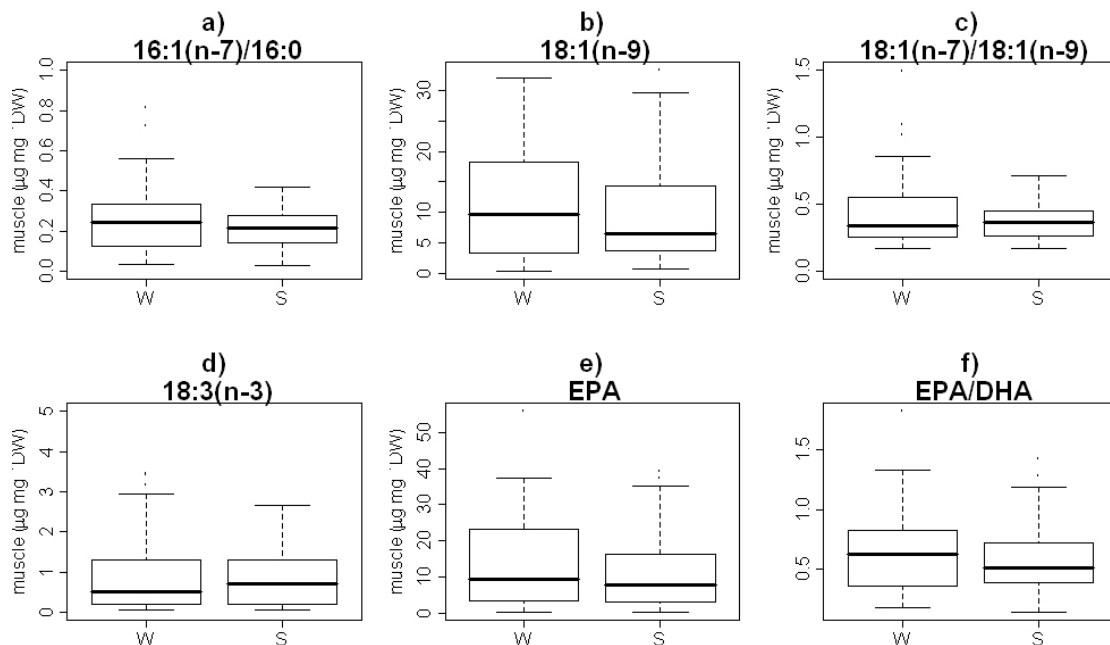 a)
16:1(n-7)/16:0
muscle (µg mg⁻¹DW)
1.0
0.8
0.6
0.4
0.2
0.0
W S
b)
18:1(n-9)
muscle (µg mg⁻¹DW)
30
20
10
5
0
W S
c)
18:1(n-7)/18:1(n-9)
muscle (µg mg⁻¹DW)
1.5
1.0
0.5
0.0
W S
d)
18:3(n-3)
muscle (µg mg⁻¹DW)
5
4
3
2
1
0
W S
e)
EPA
muscle (µg mg⁻¹DW)
50
40
30
20
10
0
W S
f)
EPA/DHA
muscle (µg mg⁻¹DW)
1.5
1.0
0.5
W S